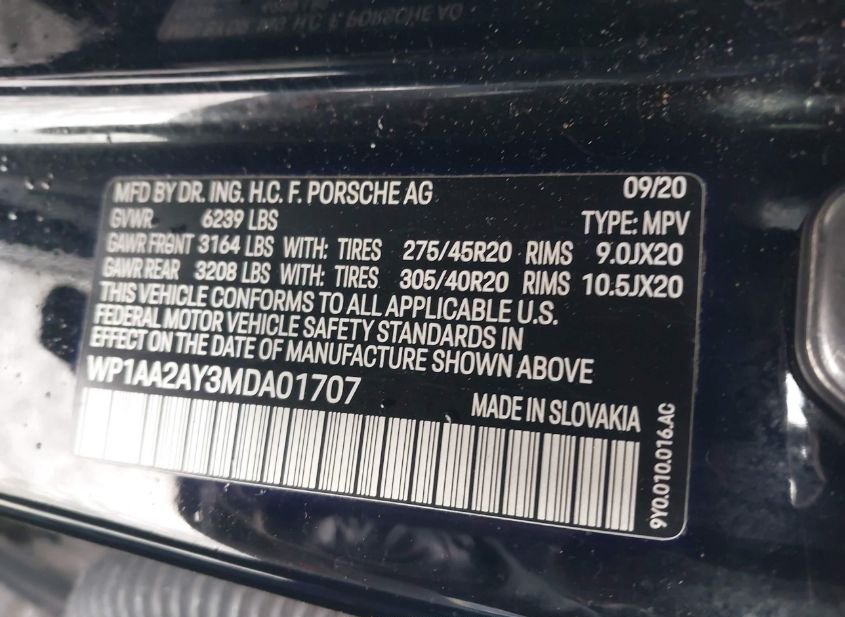 MFD BY DR. ING. H.C. F. PORSCHE AG 09/20
GVWR 6239 LBS TYPE: MPV
GAWR FRONT 3164 LBS WITH: TIRES 275/45R20 RIMS 9.0JX20
GAWR REAR 3208 LBS WITH: TIRES 305/40R20 RIMS 10.5JX20
THIS VEHICLE CONFORMS TO ALL APPLICABLE U.S.
FEDERAL MOTOR VEHICLE SAFETY STANDARDS IN
EFFECT ON THE DATE OF MANUFACTURE SHOWN ABOVE
WP1AA2AY3MDA01707
MADE IN SLOVAKIA
9Y0.010.016.AC